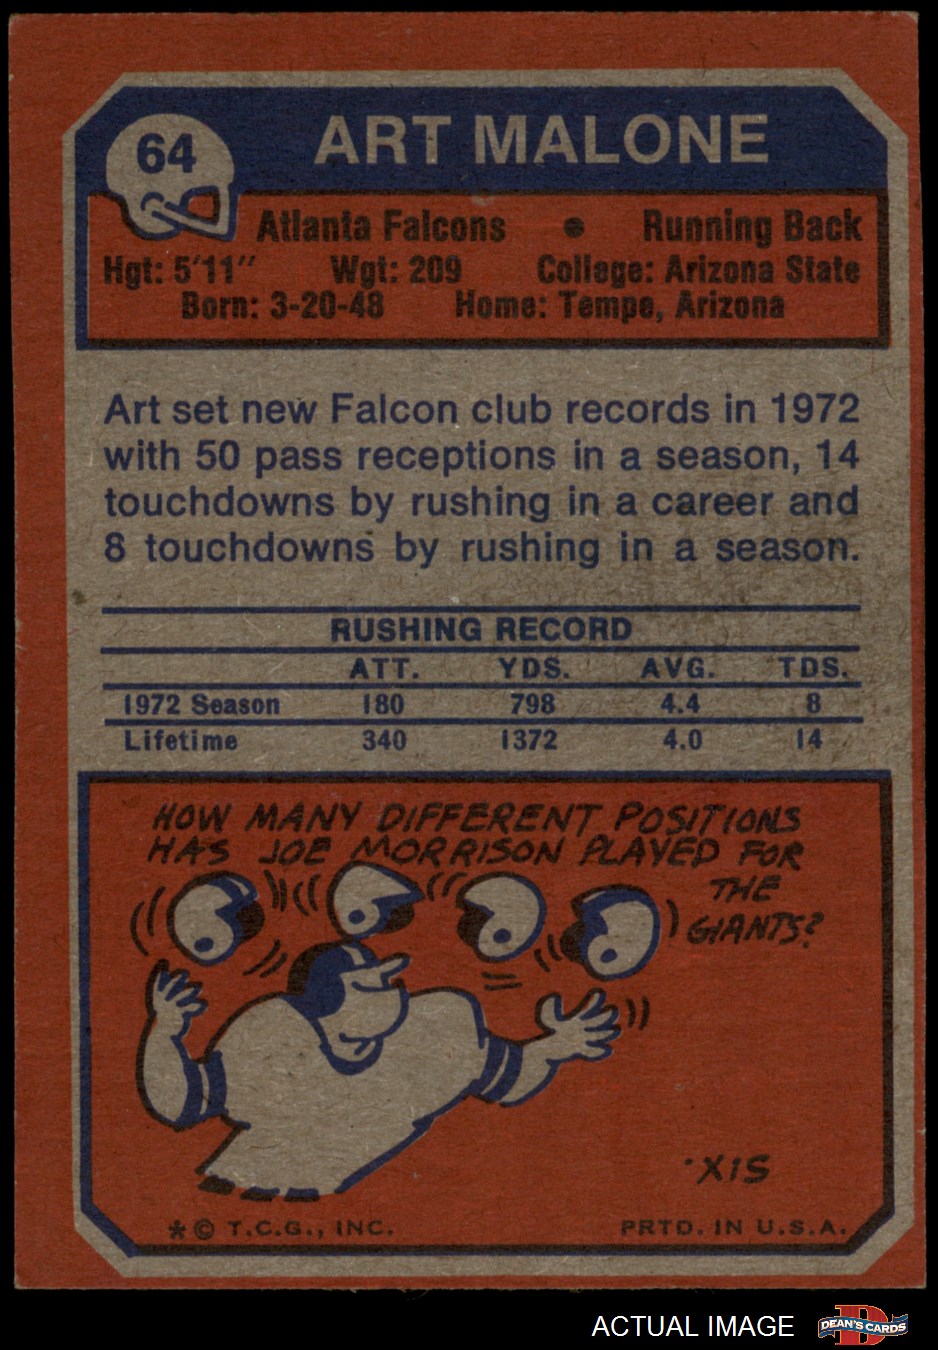 64
ART MALONE
Atlanta Falcons • Running Back
Hgt: 5'11" Wgt: 209 College: Arizona State
Born: 3-20-48 Home: Tempe, Arizona
Art set new Falcon club records in 1972
with 50 pass receptions in a season, 14
touchdowns by rushing in a career and
8 touchdowns by rushing in a season.
RUSHING RECORD
ATT. YDS. AVG. TDS.
1972 Season 180 798 4.4 8
Lifetime 340 1372 4.0 14
HOW MANY DIFFERENT POSITIONS
HAS JOE MORRISON PLAYED FOR
THE
GIANTS?
·XIS
*© T.C.G., INC. PRTD. IN U.S.A.
ACTUAL IMAGE
D
DEAN'S CARDS